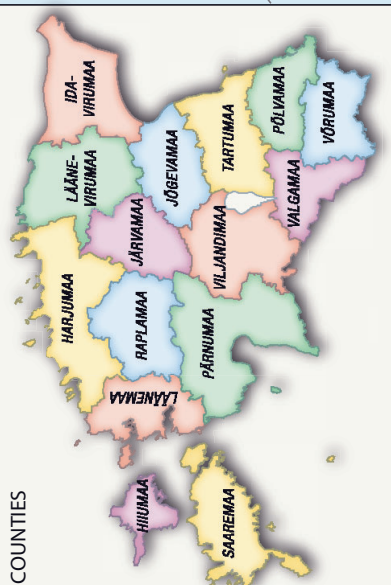 COUNTIES
HIIUMAA
SAAREMAA
LÄÄNEMAA
HARJUMAA
RAPLAMAA
PÄRNUMAA
LÄÄNE-
VIRUMAA
JÄRVAMAA
VILJANDIMAA
IDA-
VIRUMAA
JÕGEVAMAA
TARTUMAA
VALGAMAA
PÕLVAMAA
VÕRUMAA